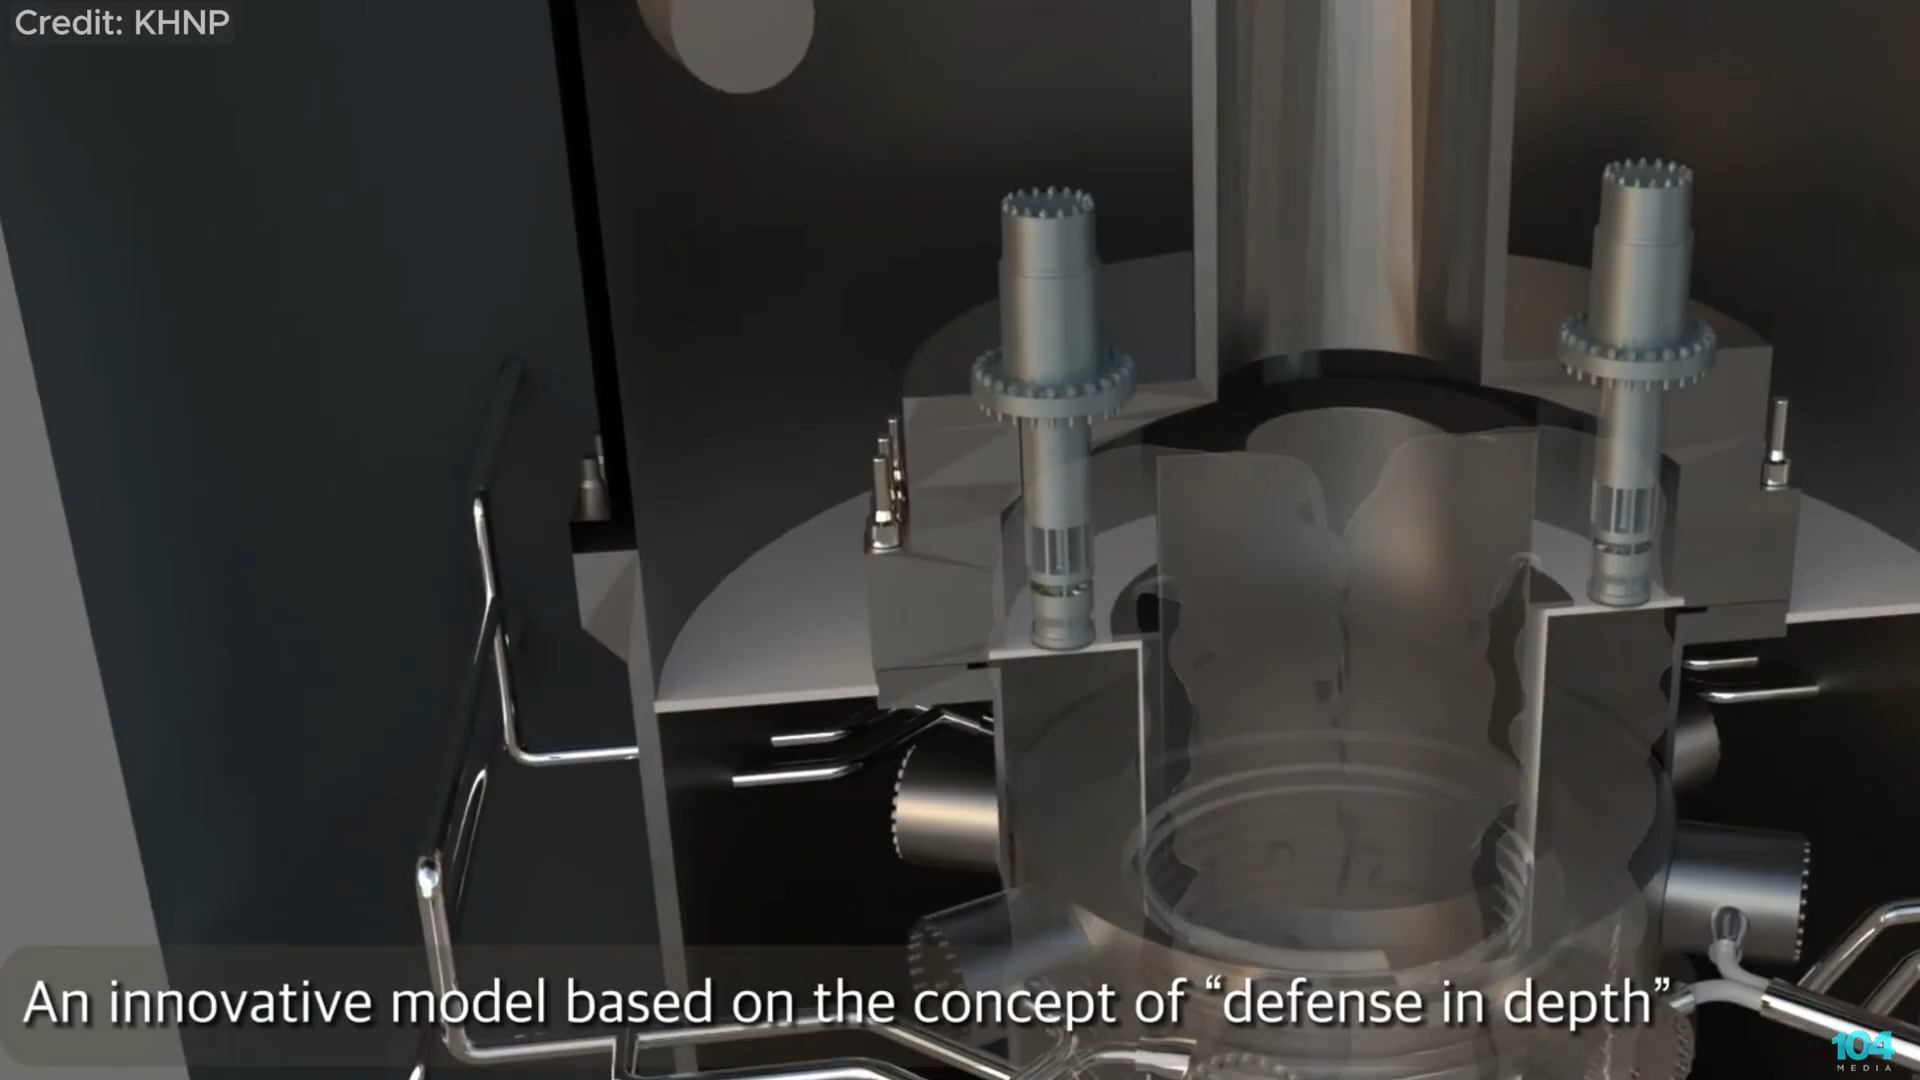 Credit: KHNP
An innovative model based on the concept of “defense in depth”
104
MEDIA